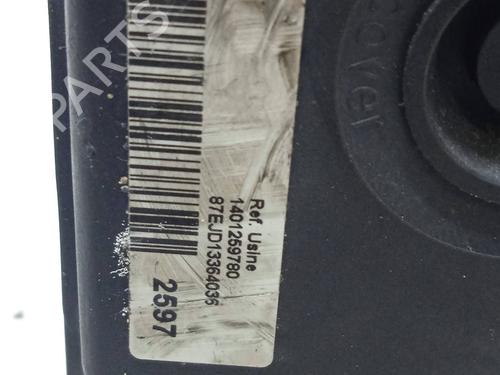 Ref. Usine
1401259780
87EJD13364036
2597
cover
PARTS